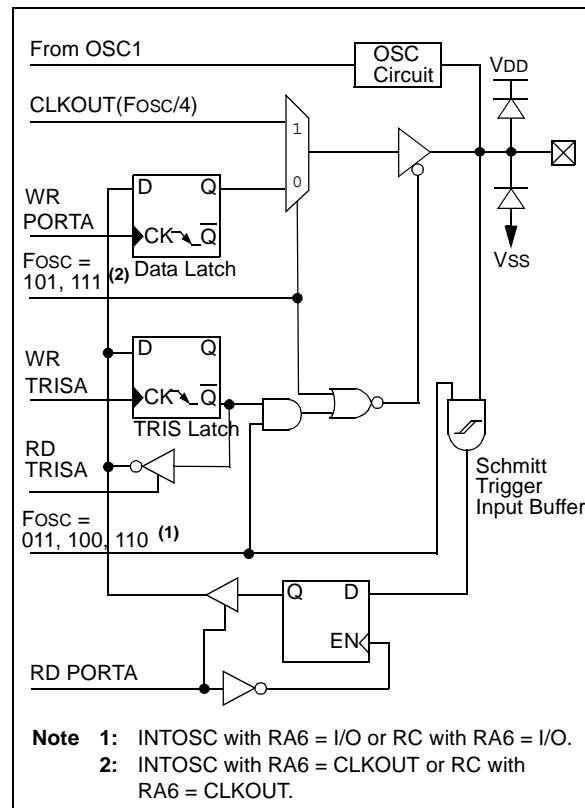 From OSC1
OSC
Circuit
VDD
CLKOUT(FOSC/4)
1
0
D Q
WR
PORTA
CK Q
Data Latch
VSS
FOSC =
101, 111 (2)
D Q
WR
TRISA
CK Q
TRIS Latch
RD
TRISA
Schmitt
Trigger
Input Buffer
FOSC =
011, 100, 110 (1)
Q D
EN
RD PORTA
Note 1: INTOSC with RA6 = I/O or RC with RA6 = I/O.
2: INTOSC with RA6 = CLKOUT or RC with
RA6 = CLKOUT.